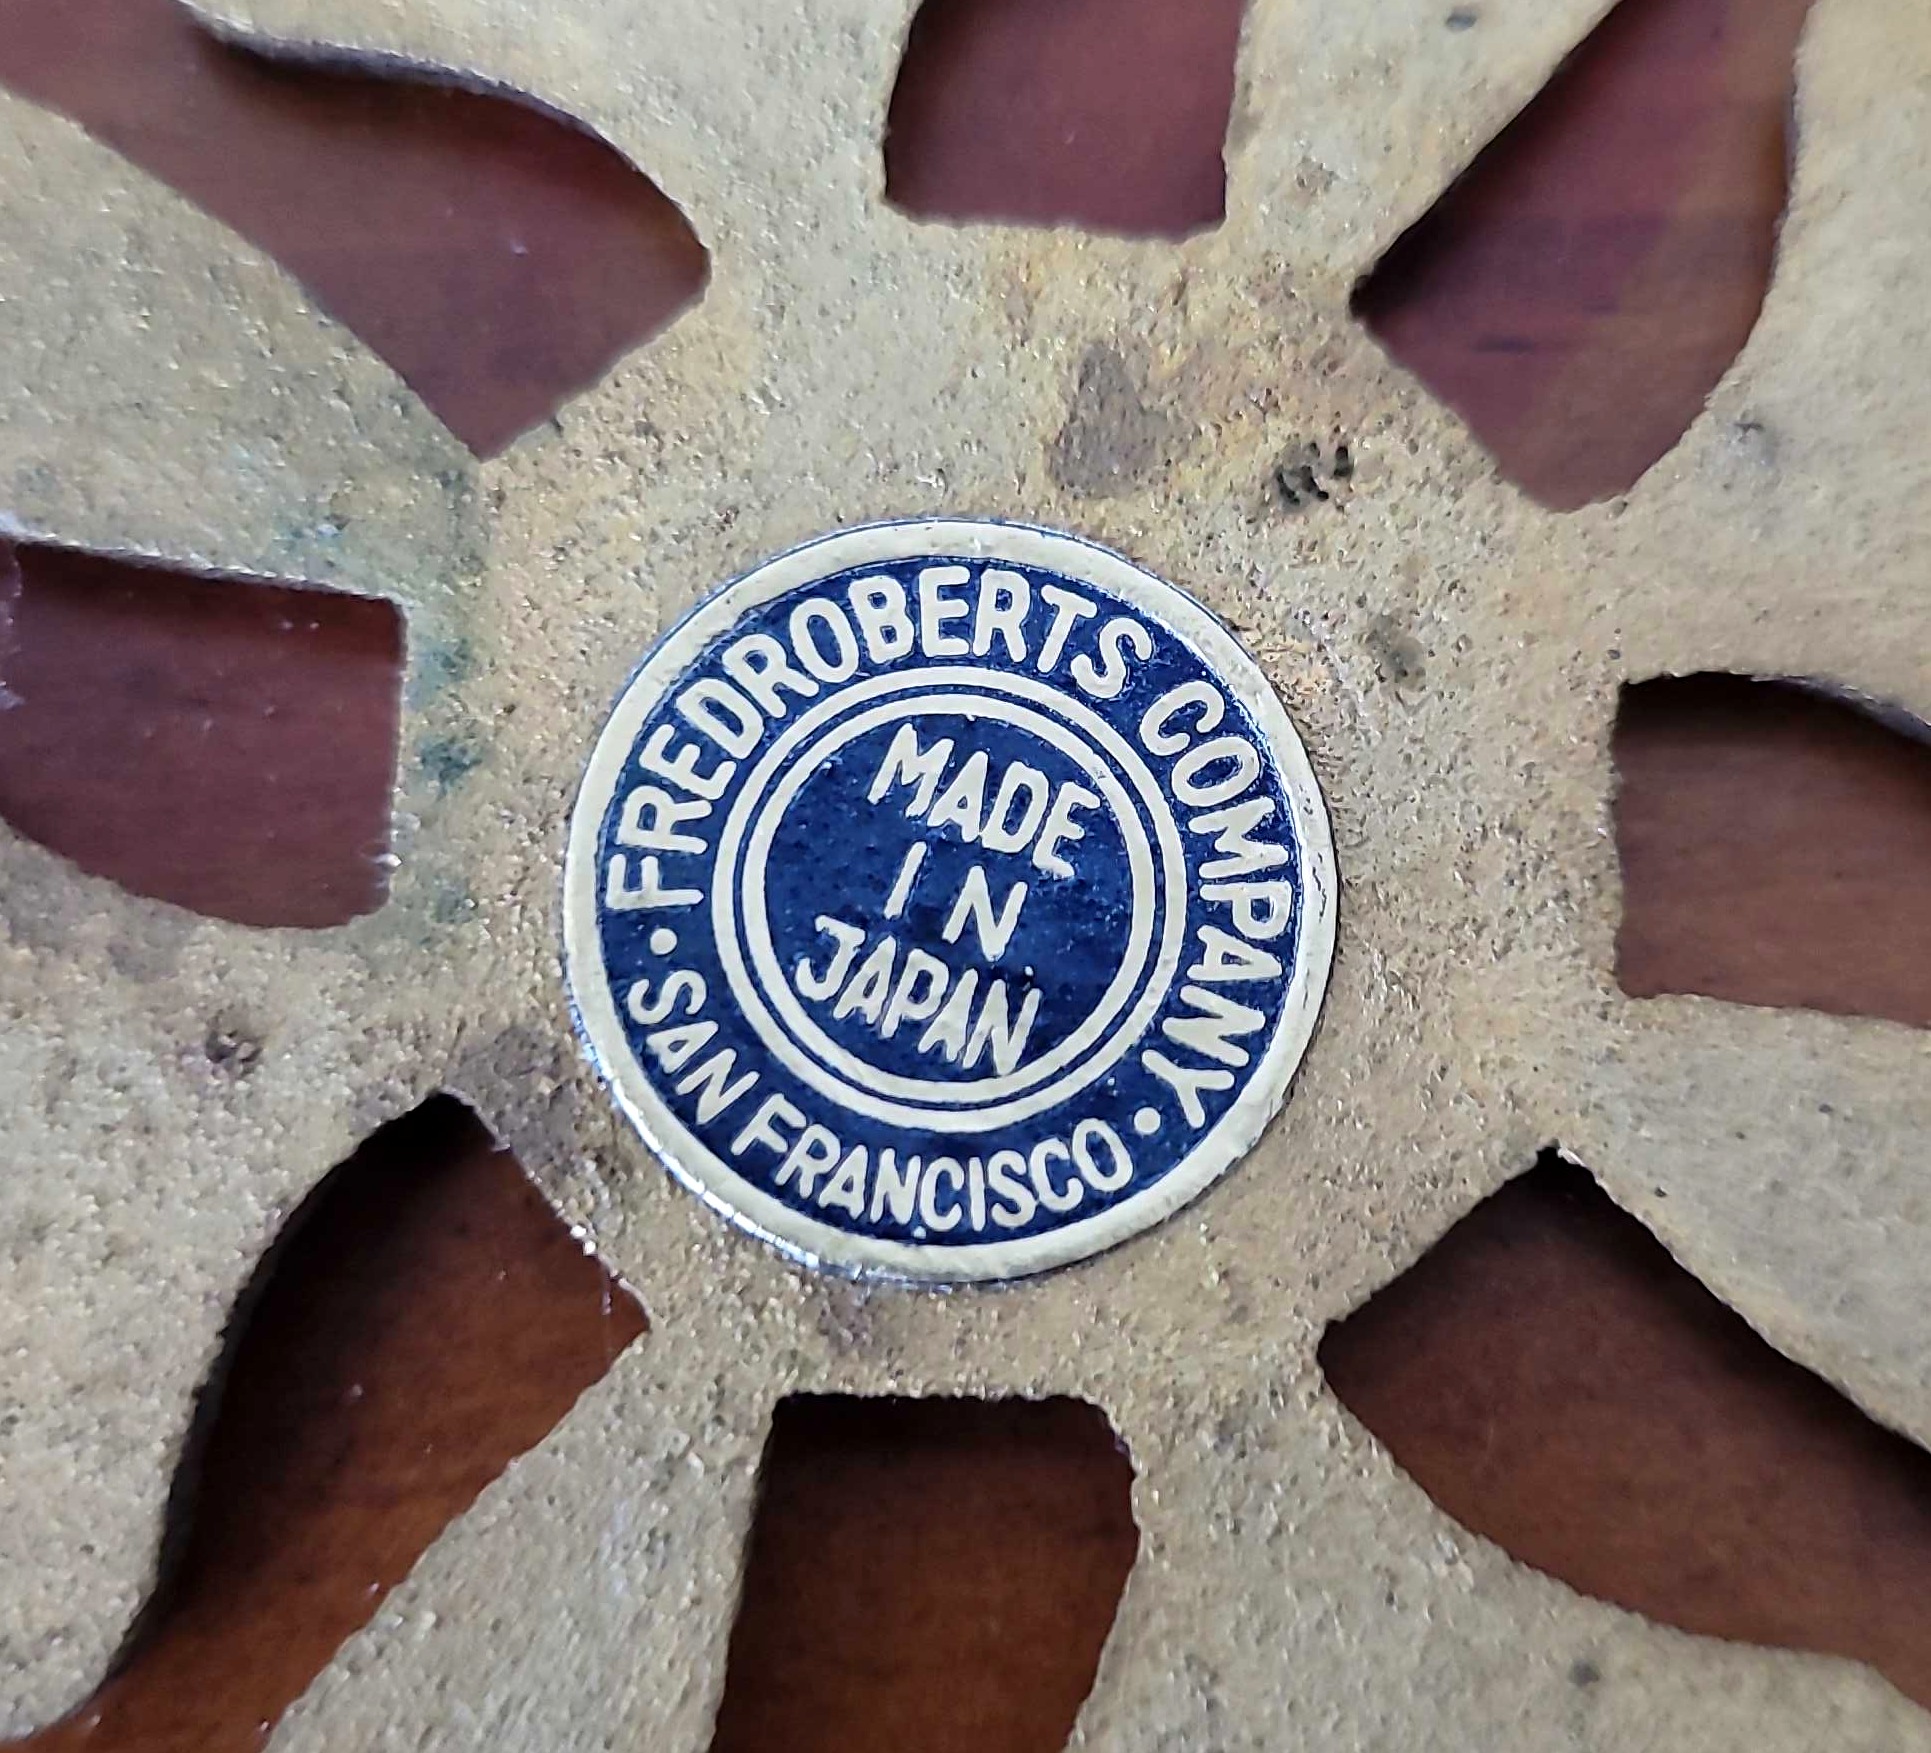 FREDROBERTS COMPANY
· SAN FRANCISCO ·
MADE
IN
JAPAN